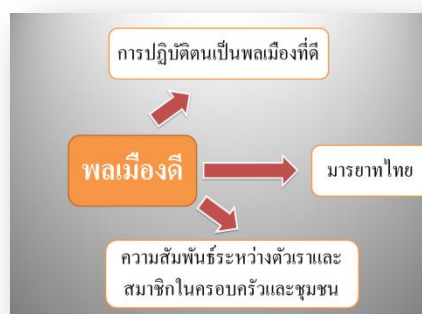 การปฏิบัติตนเป็นพลเมืองที่ดี
พลเมืองดี
มารยาทไทย
ความสัมพันธ์ระหว่างตัวเราและ
สมาชิกในครอบครัวและชุมชน